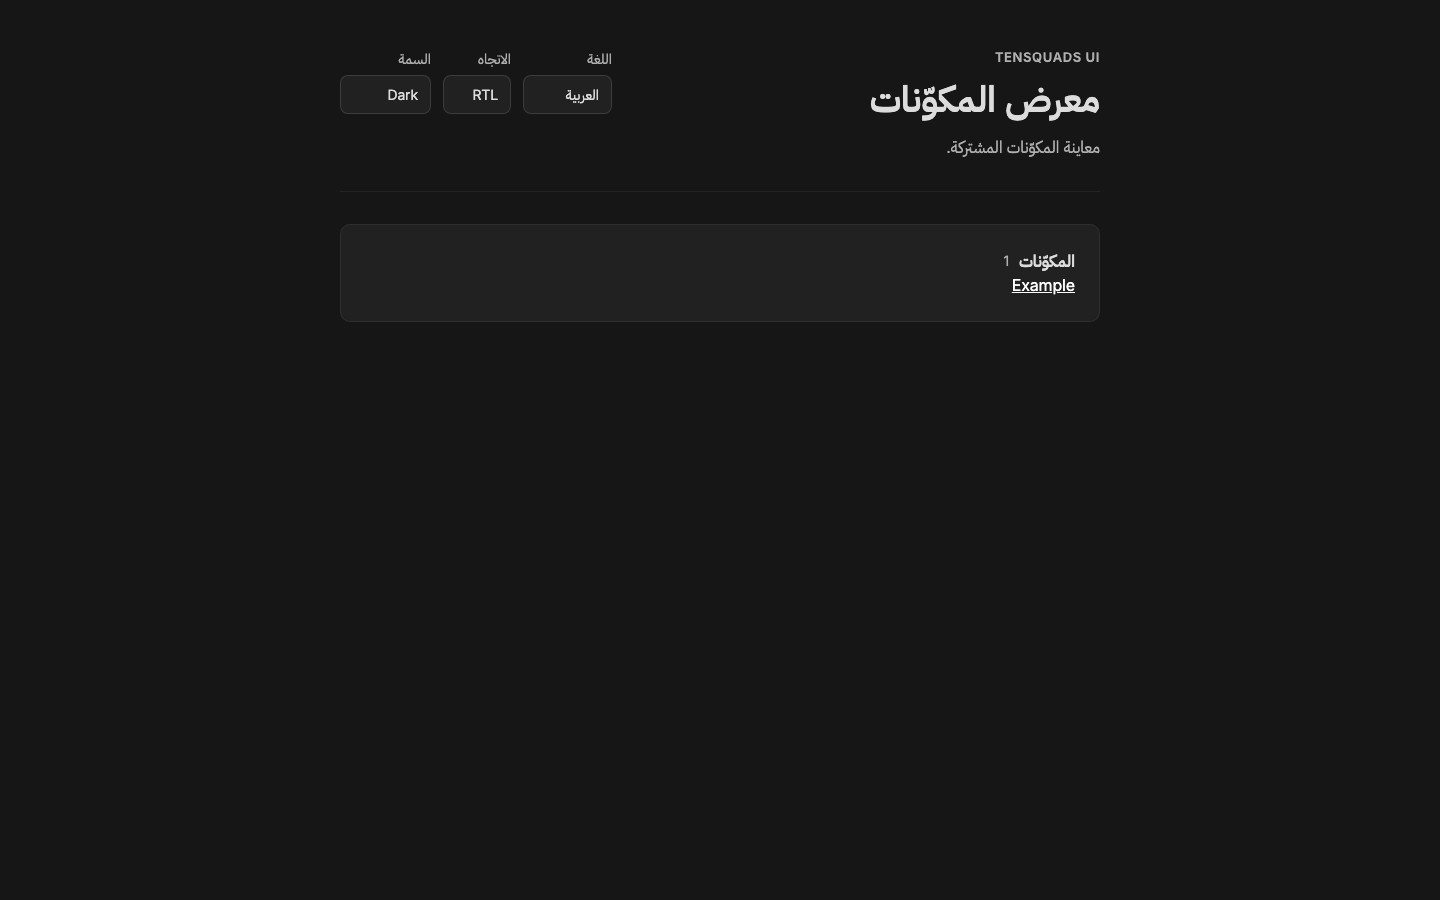 TENSQUADS UI
معرض المكوّنات
معاينة المكوّنات المشتركة.
اللغة
العربية
الاتجاه
RTL
السمة
Dark
المكوّنات 1
Example